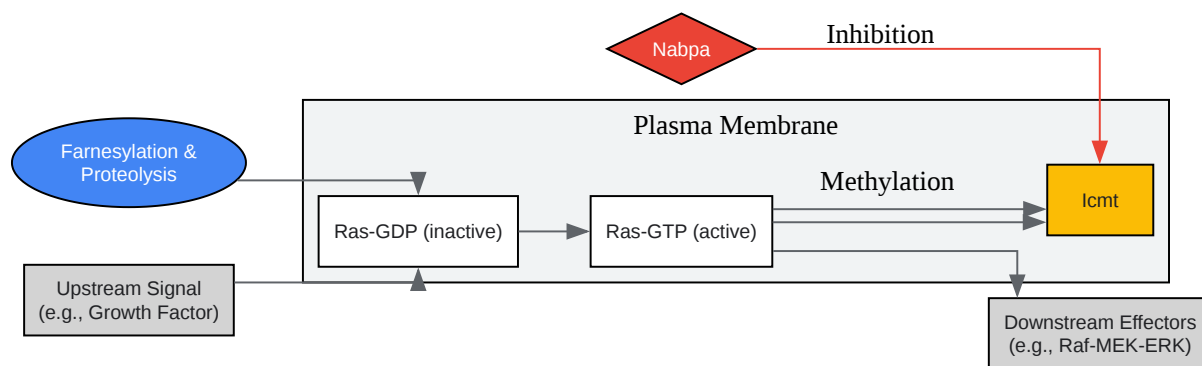 Nabpa
Inhibition
Plasma Membrane
Farnesylation &
Proteolysis
Methylation
Icmt
Ras-GDP (inactive)
Ras-GTP (active)
Upstream Signal
(e.g., Growth Factor)
Downstream Effectors
(e.g., Raf-MEK-ERK)